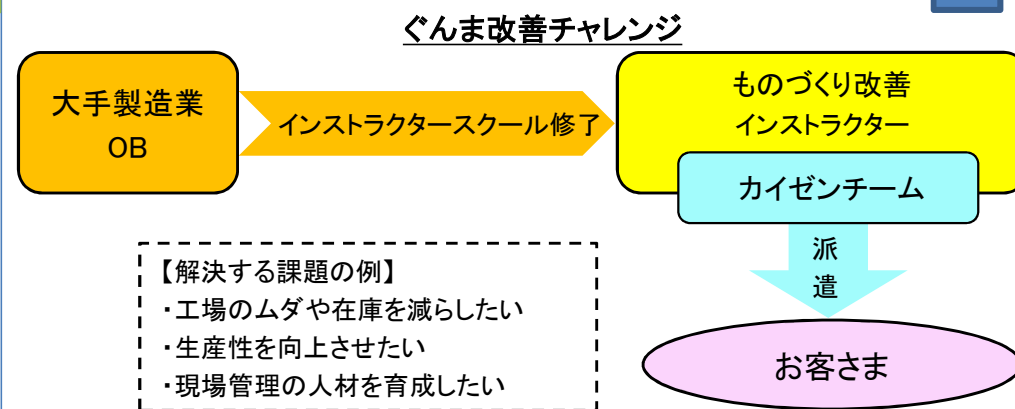 ぐんま改善チャレンジ
大手製造業
OB
インストラクタースクール修了
ものづくり改善
インストラクター
カイゼンチーム
派
遣
お客さま
【解決する課題の例】
・工場のムダや在庫を減らしたい
・生産性を向上させたい
・現場管理の人材を育成したい